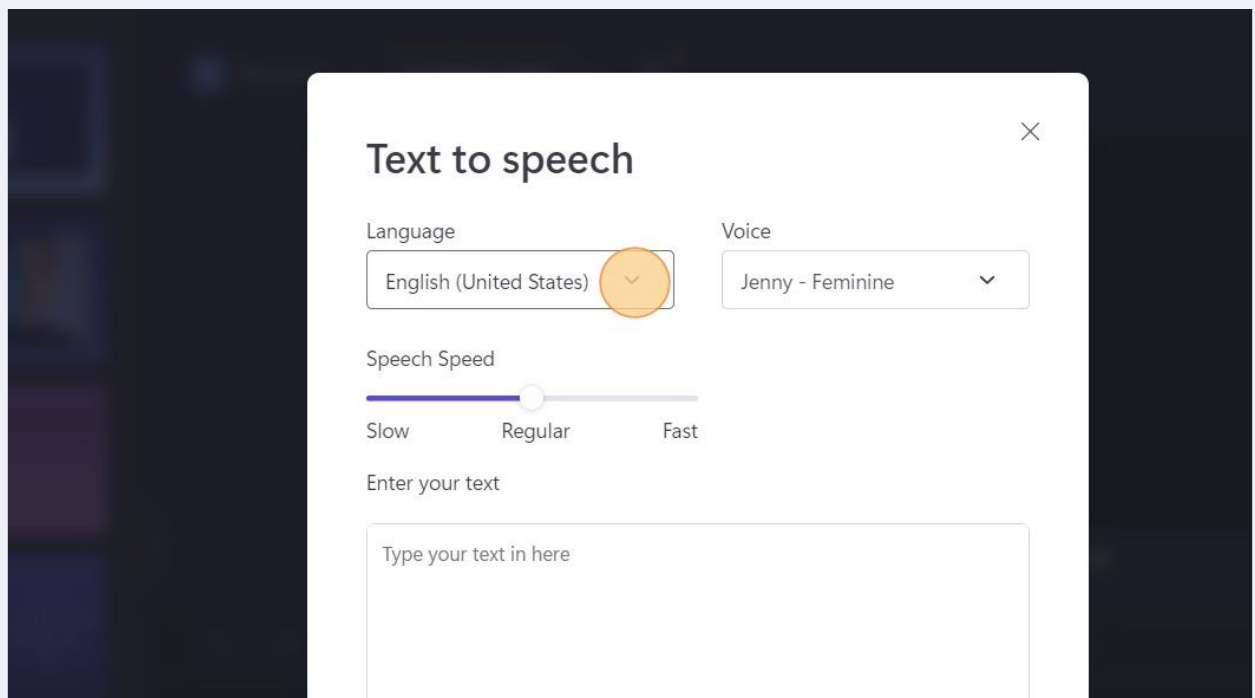 Text to speech
Language
Voice
English (United States)
Jenny - Feminine
Speech Speed
Slow
Regular
Fast
Enter your text
Type your text in here